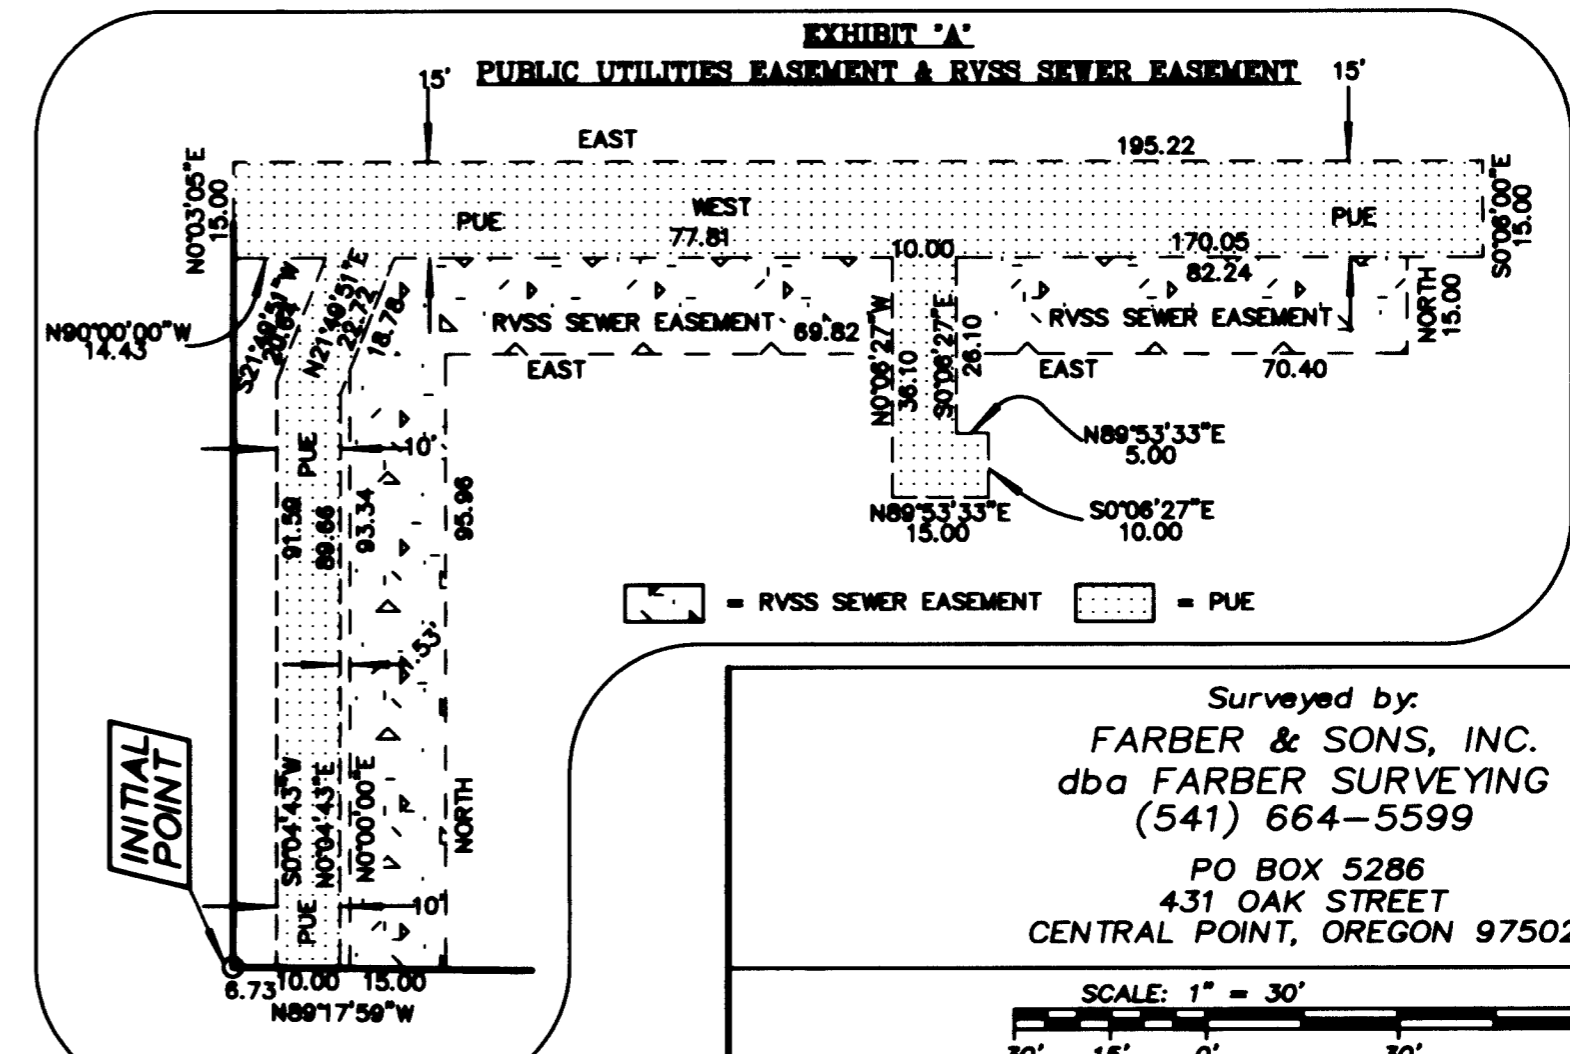 EXHIBIT 'A'
PUBLIC UTILITIES EASEMENT & RVSS SEWER EASEMENT
15'
15'
EAST
195.22
N0°03'05"E
15.00
PUE
WEST
77.81
10.00
170.05
82.24
PUE
S0°06'00"E
15.00
N90°00'00"W
14.43
S21°49'51"W
20.64
N21°49'51"E
22.72
18.78
RVSS SEWER EASEMENT
69.82
EAST
N0°06'27"W
36.10
S0°06'27"E
26.10
RVSS SEWER EASEMENT
NORTH
15.00
EAST
70.40
N89°53'33"E
5.00
S0°06'27"E
10.00
N89°53'33"E
15.00
10'
PUE
91.59
89.66
93.34
95.96
= RVSS SEWER EASEMENT
= PUE
INITIAL
POINT
S0°04'43"W
N0°04'43"E
N0°00'00"E
NORTH
PUE
10'
6.73
10.00
15.00
N89°17'59"W
Surveyed by:
FARBER & SONS, INC.
dba FARBER SURVEYING
(541) 664-5599
PO BOX 5286
431 OAK STREET
CENTRAL POINT, OREGON 97502
SCALE: 1" = 30'
30'
15'
0'
30'